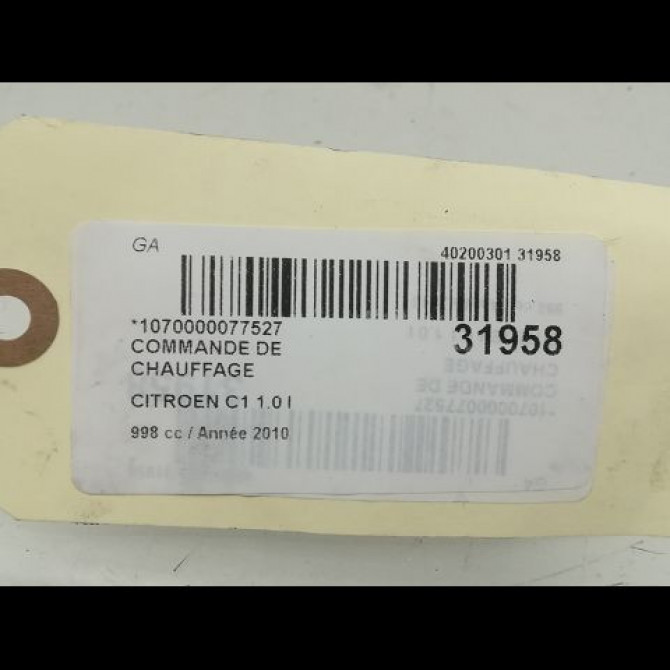 GA
40200301 31958
*1070000077527
31958
COMMANDE DE
CHAUFFAGE
CITROEN C1 1.0 I
998 cc / Année 2010